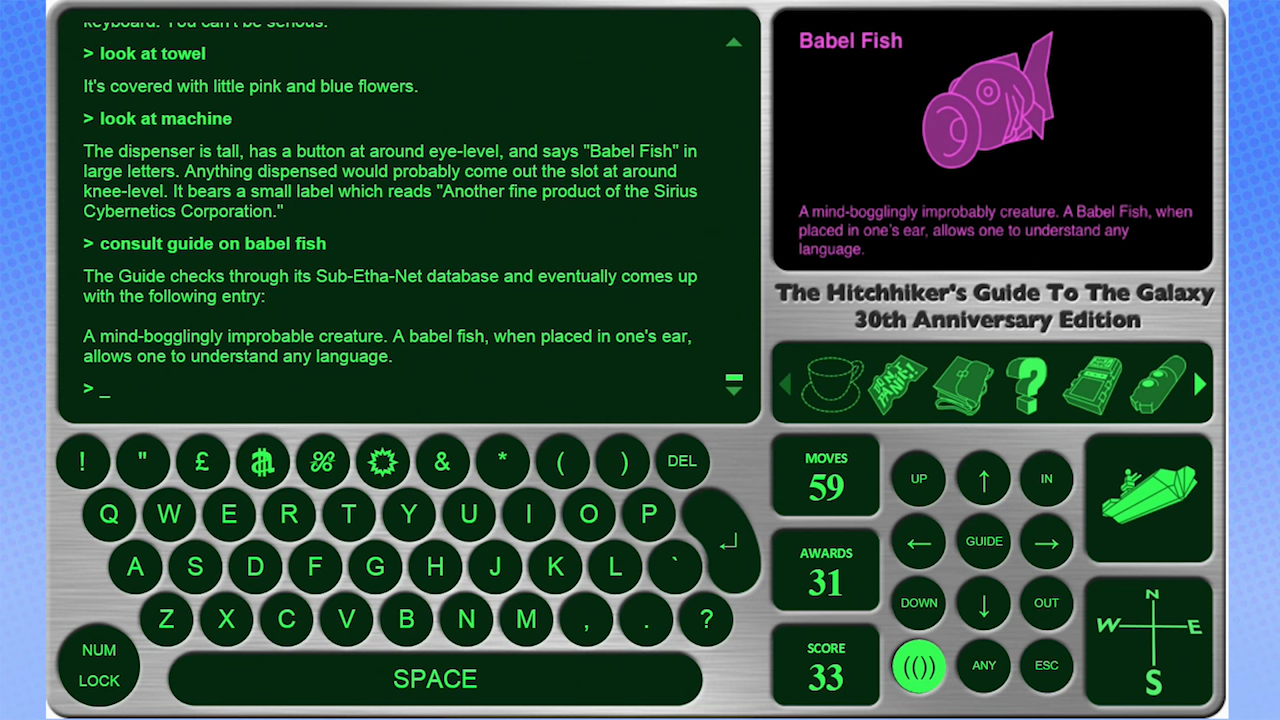 keyboard. You can't be serious.
> look at towel
It's covered with little pink and blue flowers.
> look at machine
The dispenser is tall, has a button at around eye-level, and says "Babel Fish" in
large letters. Anything dispensed would probably come out the slot at around
knee-level. It bears a small label which reads "Another fine product of the Sirius
Cybernetics Corporation."
> consult guide on babel fish
The Guide checks through its Sub-Etha-Net database and eventually comes up
with the following entry:
A mind-bogglingly improbable creature. A babel fish, when placed in one's ear,
allows one to understand any language.
> _
Babel Fish
A mind-bogglingly improbably creature. A Babel Fish, when
placed in one's ear, allows one to understand any
language.
The Hitchhiker's Guide To The Galaxy
30th Anniversary Edition
DON'T
PANIC!
?
! " £ & * ( ) DEL
Q W E R T Y U I O P
A S D F G H J K L `
Z X C V B N M , . ?
NUM
LOCK
SPACE
MOVES
59
AWARDS
31
SCORE
33
UP ↑ IN
← GUIDE →
DOWN ↓ OUT
(()) ANY ESC
N
W E
S